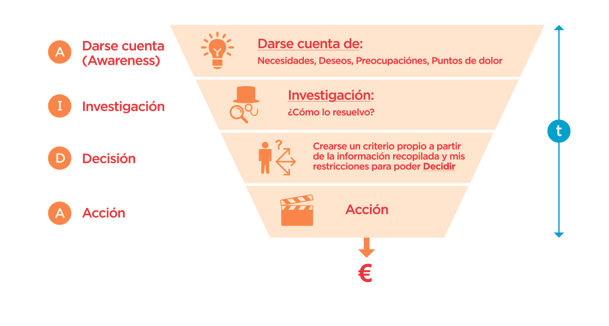 A
Darse cuenta
(Awareness)
Darse cuenta de:
Necesidades, Deseos, Preocupaciónes, Puntos de dolor
I
Investigación
Investigación:
¿Cómo lo resuelvo?
D
Decisión
?
Crearse un criterio propio a partir
de la información recopilada y mis
restricciones para poder Decidir
A
Acción
Acción
t
€